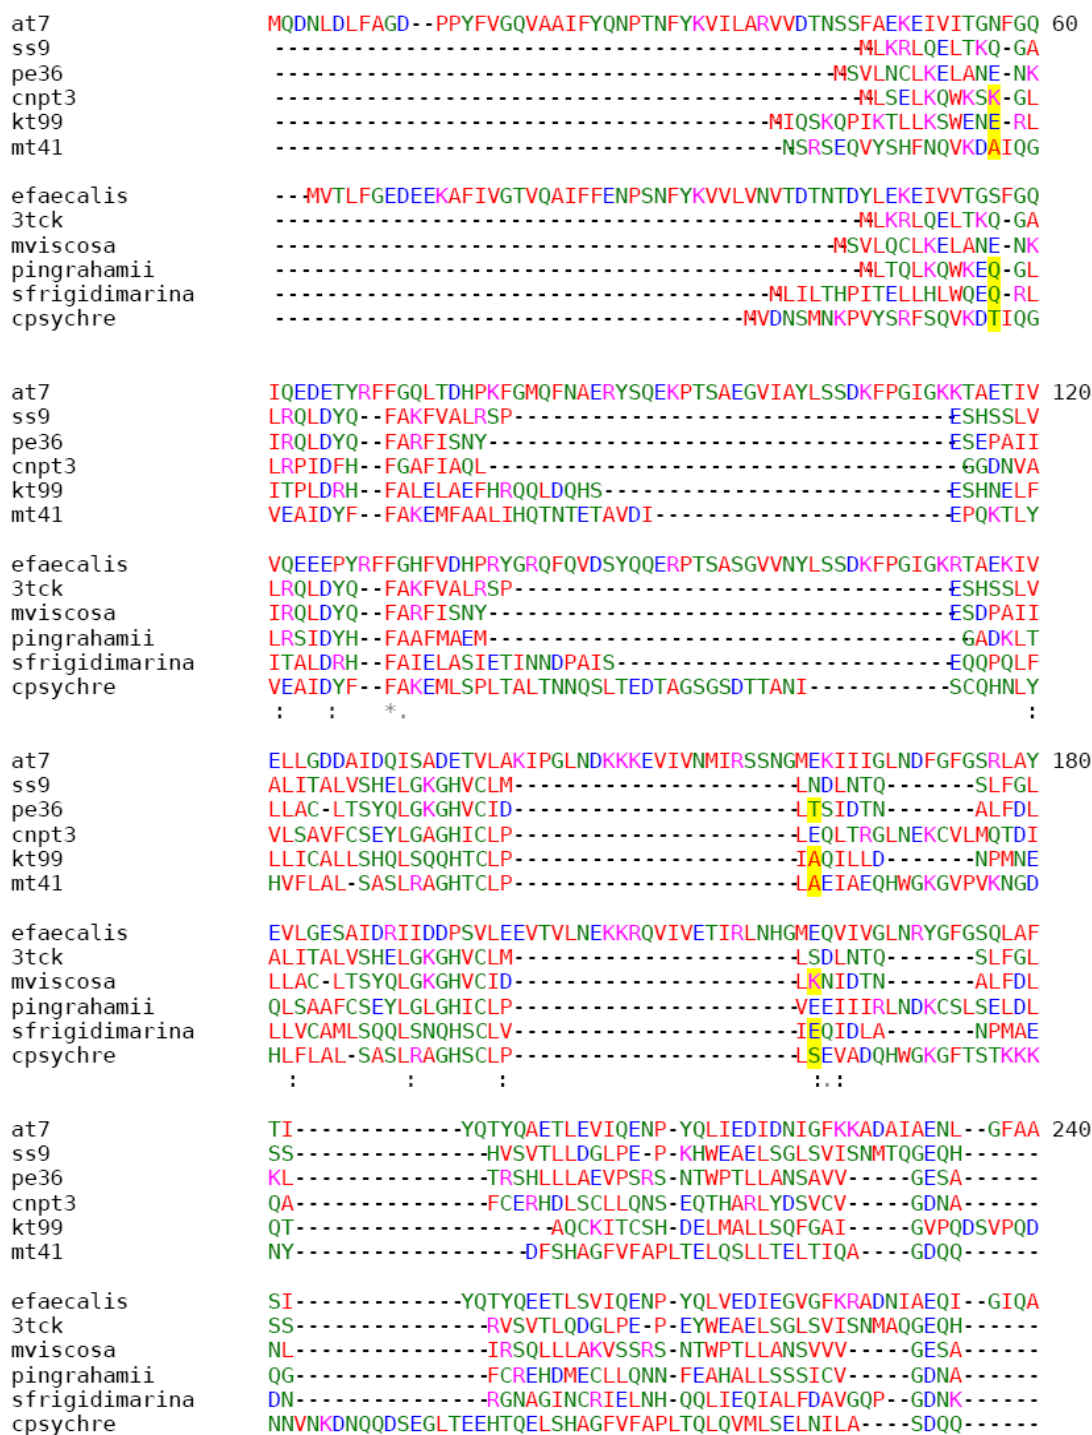 at7 MQDNLDLFAGD--PPYFVGQVAAIFYQNPTNFYKVILARVVDTNSSFAEKEIVITGNFGQ 60
ss9 ----------------------------------------------MLKRLQELTKQ-GA
pe36 --------------------------------------------MSVLNCLKELANE-NK
cnpt3 ----------------------------------------------MLSELKQWKSK-GL
kt99 ---------------------------------------MIQSKQPIKTLLKSWENE-RL
mt41 ----------------------------------------NSRSEQVYSHFNQVKDAIQG
efaecalis ---MVTLFGEDEEKAFIVGTVQAIFFENPSNFYKVVLVNVTDTNTDYLEKEIVVTGSFGQ
3tck ----------------------------------------------MLKRLQELTKQ-GA
mviscosa --------------------------------------------MSVLQCLKELANE-NK
pingrahamii ----------------------------------------------MLTQLKQWKEQ-GL
sfrigidimarina ---------------------------------------MLILTHPITELLHLWQEQ-RL
cpsychre -------------------------------------MVDNSMNKPVYSRFSQVKDTIQG
at7 IQEDETYRFFGQLTDHPKFGMQFNAERYSQEKPTSAEGVIAYLSSDKFPGIGKKTAETIV 120
ss9 LRQLDYQ--FAKFVALRSP----------------------------------ESHSSLV
pe36 IRQLDYQ--FARFISNY------------------------------------ESEPAII
cnpt3 LRPIDFH--FGAFIAQL-------------------------------------GGDNVA
kt99 ITPLDRH--FALELAEFHRQQLDQHS---------------------------ESHNELF
mt41 VEAIDYF--FAKEMFAALIHQTNTETAVDI-----------------------EPQKTLY
efaecalis VQEEEPYRFFGHFVDHPRYGRQFQVDSYQQERPTSASGVVNYLSSDKFPGIGKRTAEKIV
3tck LRQLDYQ--FAKFVALRSP----------------------------------ESHSSLV
mviscosa IRQLDYQ--FARFISNY------------------------------------ESDPAII
pingrahamii LRSIDYH--FAAFMAEM-------------------------------------GADKLT
sfrigidimarina ITALDRH--FAIELASIETINNDPAIS--------------------------EQQPQLF
cpsychre VEAIDYF--FAKEMLSPLTALTNNQSLTEDTAGSGSDTTANI-----------SCQHNLY
: : *. :
at7 ELLGDDAIDQISADETVLAKIPGLNDKKKEVIVNMIRSSNGMEKIIIGLNDFGFGSRLAY 180
ss9 ALITALVSHELGKGHVCLM----------------------LNDLNTQ-------SLFGL
pe36 LLAC-LTSYQLGKGHVCID----------------------LTSIDTN-------ALFDL
cnpt3 VLSAVFCSEYLGAGHICLP----------------------LEQLTRGLNEKCVLMQTDI
kt99 LLICALLSHQLSQQHTCLP----------------------IAQILLD-------NPMNE
mt41 HVFLAL-SASLRAGHTCLP----------------------LAEIAEQHWGKGVPVKNGD
efaecalis EVLGESAIDRIIDDPSVLEEVTVLNEKKRQVIVETIRLNHGMEQVIVGLNRYGFGSQLAF
3tck ALITALVSHELGKGHVCLM----------------------LSDLNTQ-------SLFGL
mviscosa LLAC-LTSYQLGKGHVCID----------------------LKNIDTN-------ALFDL
pingrahamii QLSAAFCSEYLGLGHICLP----------------------VEEIIIRLNDKCSLSELDL
sfrigidimarina LLVCAMLSQQLSNQHSCLV----------------------IEQIDLA-------NPMAE
cpsychre HLFLAL-SASLRAGHSCLP----------------------LSEVADQHWGKGFTSTKKK
: : : :.:
at7 TI-------------YQTYQAETLEVIQENP-YQLIEDIDNIGFKKADAIAENL--GFAA 240
ss9 SS---------------HVSVTLLDGLPE-P-KHWEAELSGLSVISNMTQGEQH------
pe36 KL---------------TRSHLLLAEVPSRS-NTWPTLLANSAVV-----GESA------
cnpt3 QA---------------FCERHDLSCLLQNS-EQTHARLYDSVCV-----GDNA------
kt99 QT--------------------AQCKITCSH-DELMALLSQFGAI-----GVPQDSVPQD
mt41 NY------------------DFSHAGFVFAPLTELQSLLTELTIQA----GDQQ------
efaecalis SI-------------YQTYQEETLSVIQENP-YQLVEDIEGVGFKRADNIAEQI--GIQA
3tck SS---------------RVSVTLQDGLPE-P-EYWEAELSGLSVISNMAQGEQH------
mviscosa NL---------------IRSQLLLAKVSSRS-NTWPTLLANSVVV-----GESA------
pingrahamii QG---------------FCREHDMECLLQNN-FEAHALLSSSICV-----GDNA------
sfrigidimarina DN---------------RGNAGINCRIELNH-QQLIEQIALFDAVGQP--GDNK------
cpsychre NNVNKDNQQDSEGLTEEHTQELSHAGFVFAPLTQLQVMLSELNILA----SDQQ------